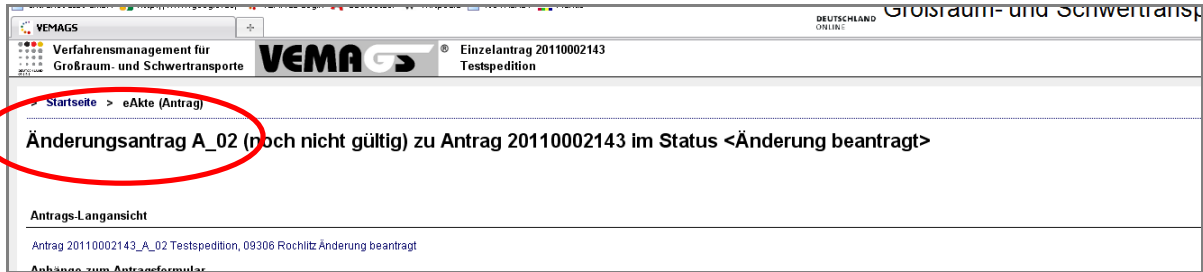 VEMAGS
DEUTSCHLAND
ONLINE
Großraum- und Schwertransp
Verfahrensmanagement für
Großraum- und Schwertransporte
VEMAGS ®
Einzelantrag 20110002143
Testspedition
> Startseite > eAkte (Antrag)
Änderungsantrag A_02 (noch nicht gültig) zu Antrag 20110002143 im Status <Änderung beantragt>
Antrags-Langansicht
Antrag 20110002143_A_02 Testspedition, 09306 Rochlitz Änderung beantragt
Anhänge zum Antragsformular